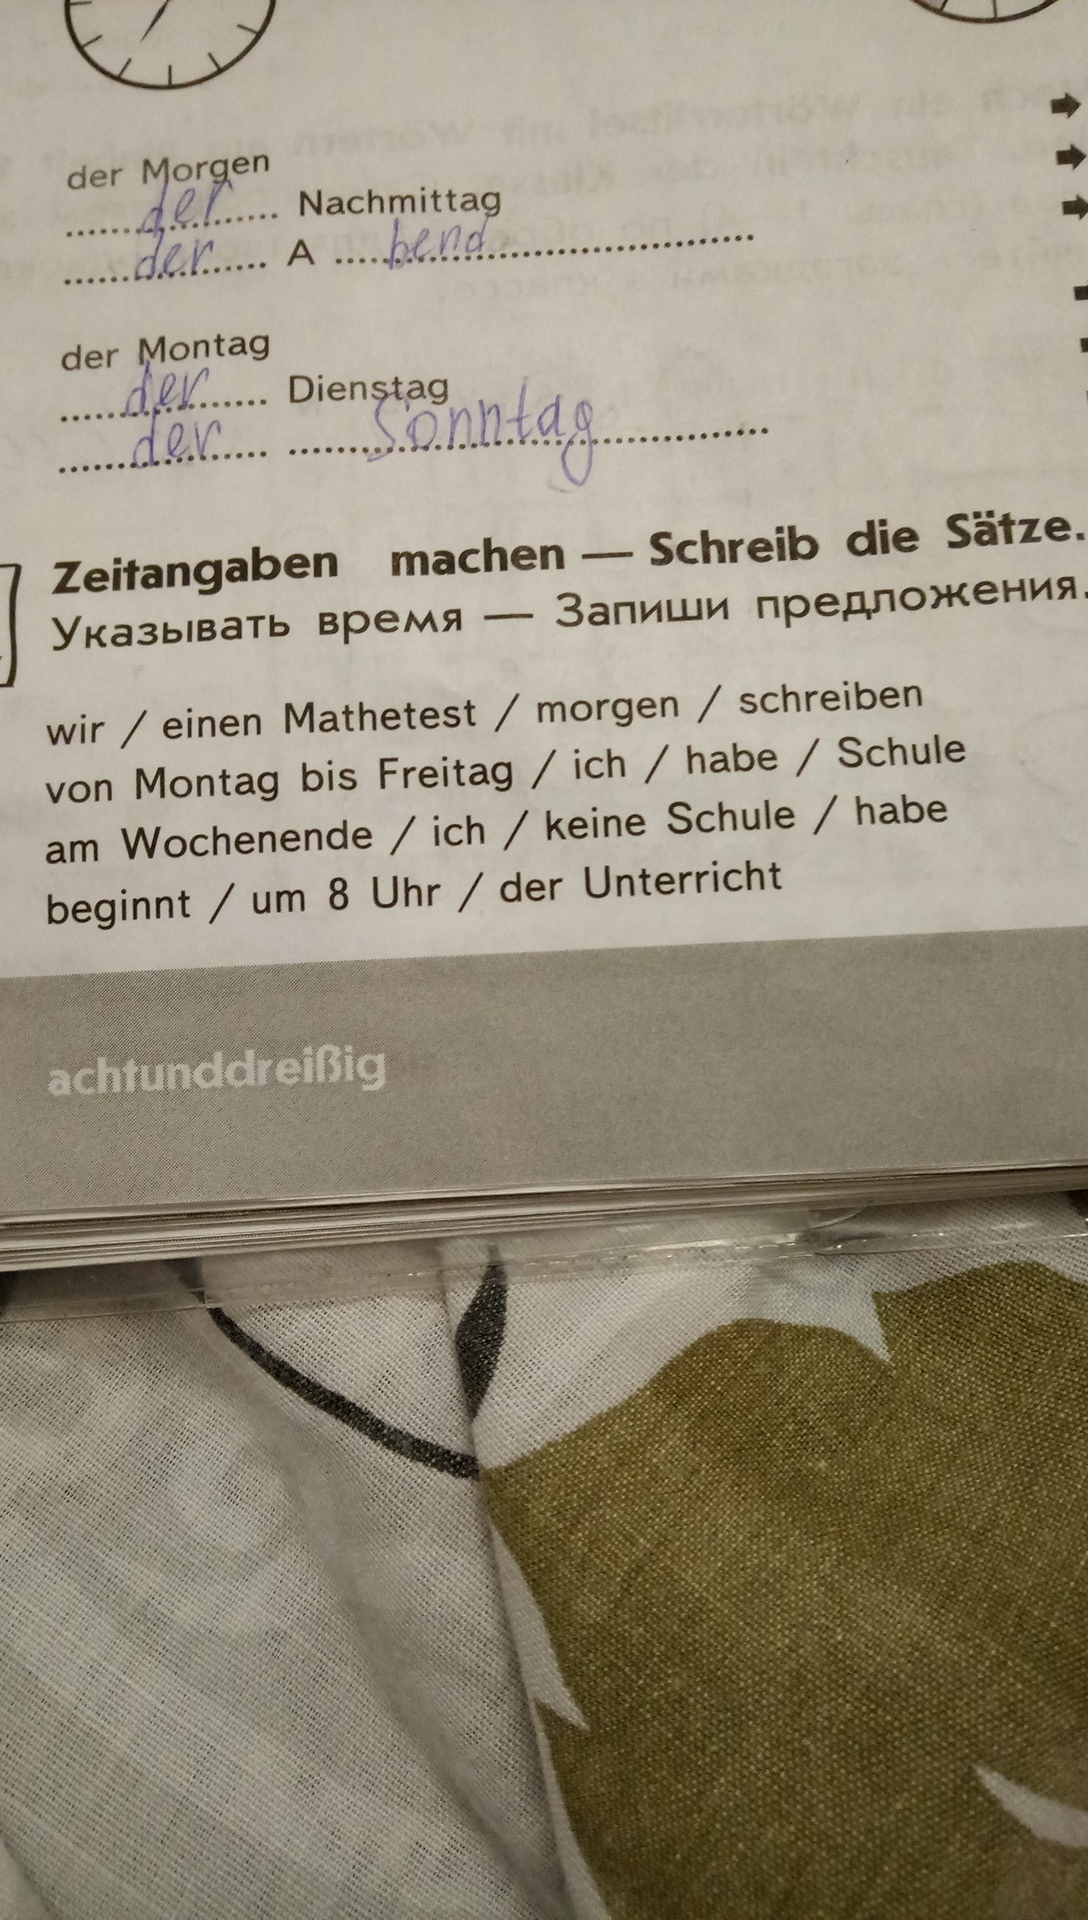 der Morgen
der Nachmittag
der A bend
der Montag
der Dienstag
der Sonntag
Zeitangaben machen — Schreib die Sätze.
Указывать время — Запиши предложения.
wir / einen Mathetest / morgen / schreiben
von Montag bis Freitag / ich / habe / Schule
am Wochenende / ich / keine Schule / habe
beginnt / um 8 Uhr / der Unterricht
achtunddreißig